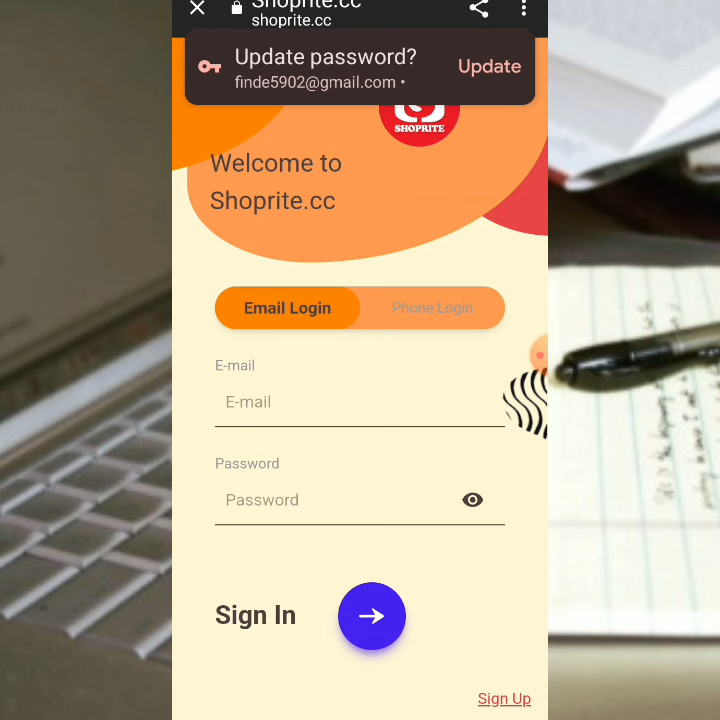 Shoprite.cc
shoprite.cc
Update password?
finde5902@gmail.com •
Update
SHOPRITE
Welcome to
Shoprite.cc
Email Login
Phone Login
E-mail
E-mail
Password
Password
Sign In
Sign Up